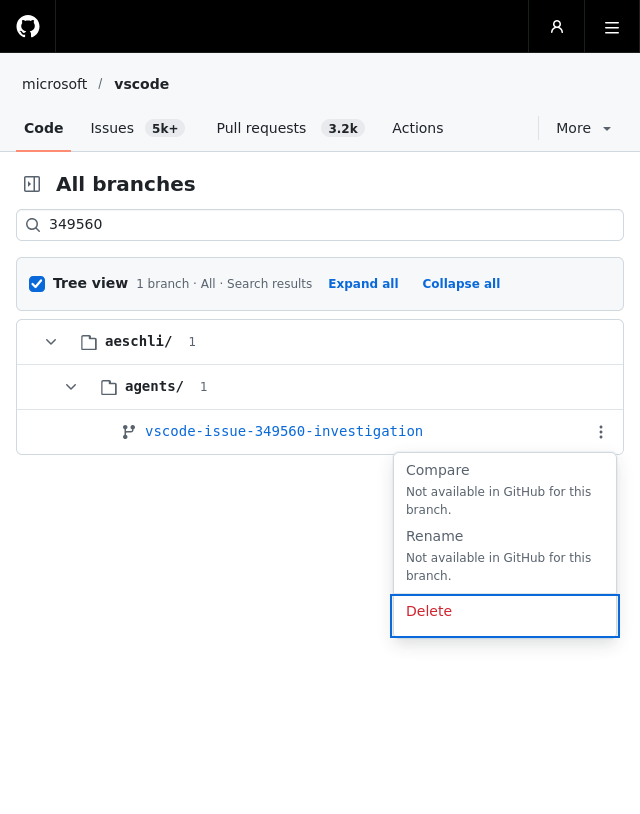 microsoft / vscode
Code Issues 5k+ Pull requests 3.2k Actions More
All branches
349560
Tree view 1 branch · All · Search results Expand all Collapse all
aeschli/ 1
agents/ 1
vscode-issue-349560-investigation
Compare
Not available in GitHub for this
branch.
Rename
Not available in GitHub for this
branch.
Delete